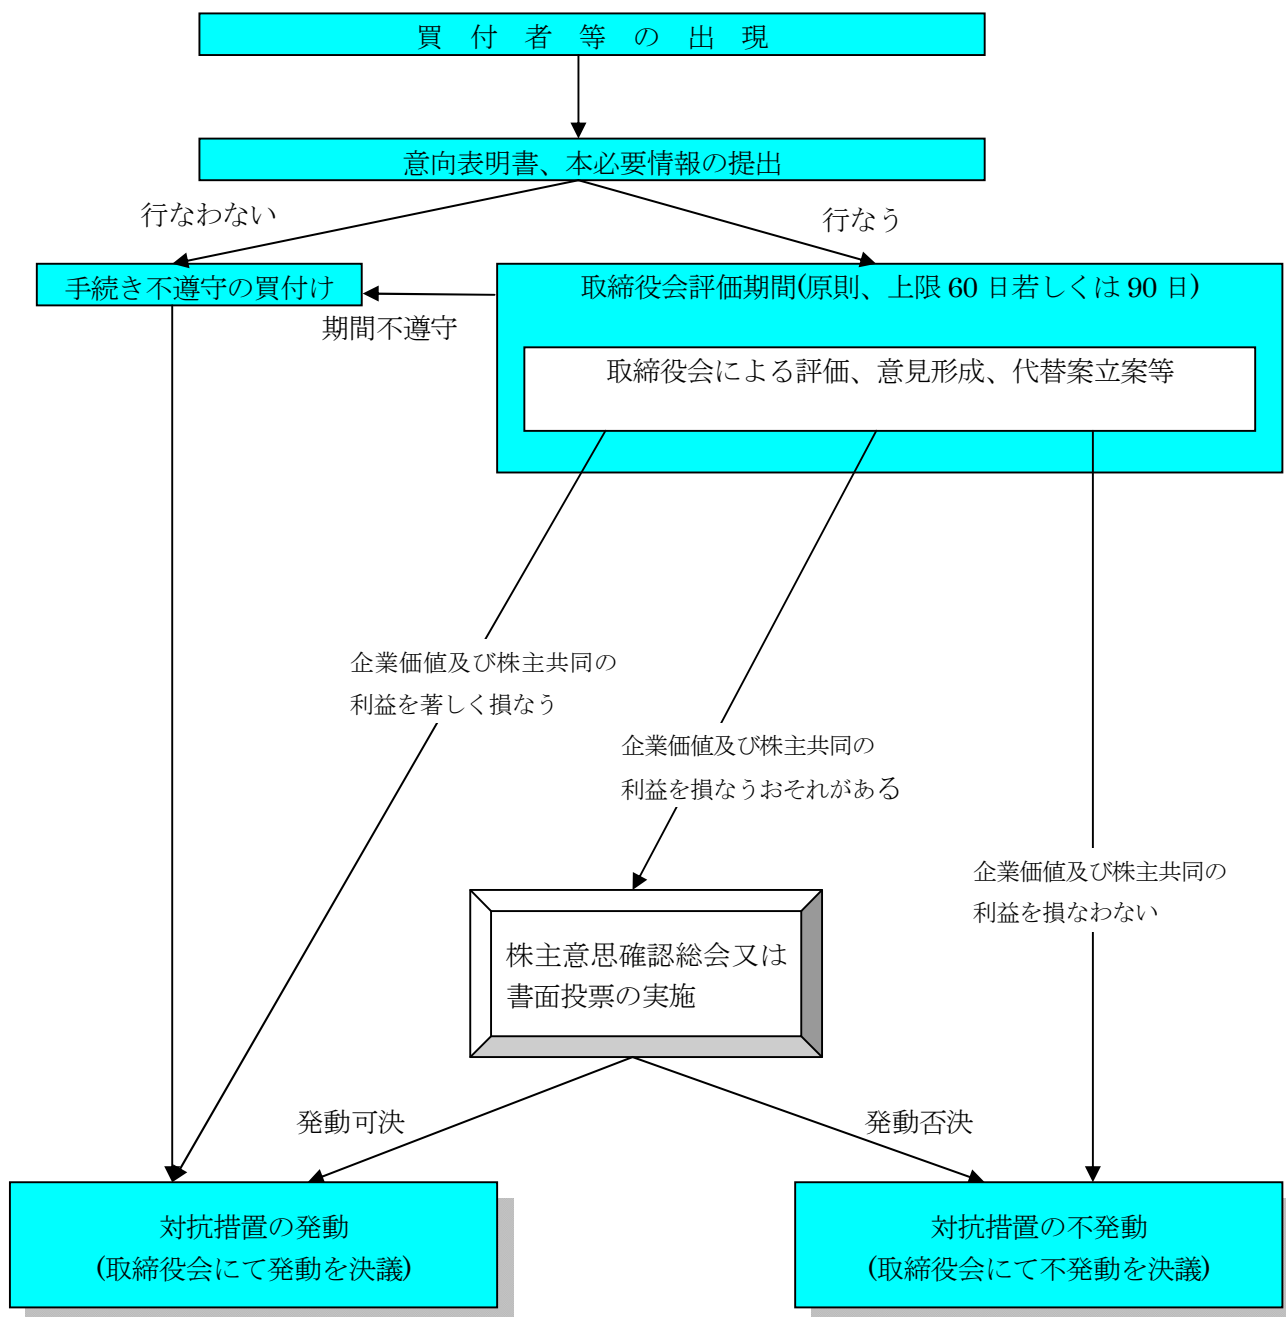 買　付　者　等　の　出　現
意向表明書、本必要情報の提出
行なわない
行なう
手続き不遵守の買付け
取締役会評価期間(原則、上限 60 日若しくは 90 日)
期間不遵守
取締役会による評価、意見形成、代替案立案等
企業価値及び株主共同の
利益を著しく損なう
企業価値及び株主共同の
利益を損なうおそれがある
企業価値及び株主共同の
利益を損なわない
株主意思確認総会又は
書面投票の実施
発動可決
発動否決
対抗措置の発動
(取締役会にて発動を決議)
対抗措置の不発動
(取締役会にて不発動を決議)